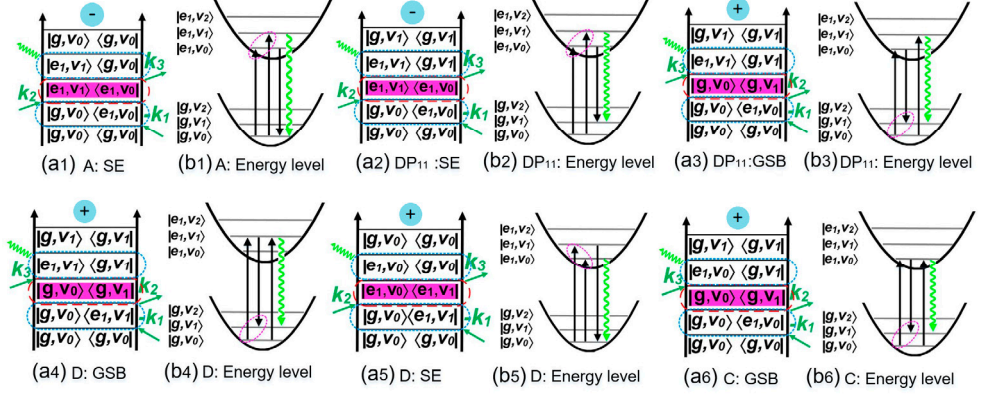 -
|g,v₀⟩ ⟨g,v₀|
|e₁,v₁⟩ ⟨g,v₀|
k₃
|e₁,v₁⟩ ⟨e₁,v₀|
k₂
|g,v₀⟩ ⟨e₁,v₀|
k₁
|g,v₀⟩ ⟨g,v₀|
(a1) A: SE
|e₁,v₂⟩
|e₁,v₁⟩
|e₁,v₀⟩
|g,v₂⟩
|g,v₁⟩
|g,v₀⟩
(b1) A: Energy level
-
|g,v₁⟩ ⟨g,v₁|
|e₁,v₁⟩ ⟨g,v₁|
k₃
|e₁,v₁⟩ ⟨e₁,v₀|
k₂
|g,v₀⟩ ⟨e₁,v₀|
k₁
|g,v₀⟩ ⟨g,v₀|
(a2) DP₁₁ :SE
|e₁,v₂⟩
|e₁,v₁⟩
|e₁,v₀⟩
|g,v₂⟩
|g,v₁⟩
|g,v₀⟩
(b2) DP₁₁: Energy level
+
|g,v₁⟩ ⟨g,v₁|
|e₁,v₁⟩ ⟨g,v₁|
k₃
|g,v₀⟩ ⟨g,v₁|
k₂
|g,v₀⟩ ⟨e₁,v₀|
k₁
|g,v₀⟩ ⟨g,v₀|
(a3) DP₁₁:GSB
|e₁,v₂⟩
|e₁,v₁⟩
|e₁,v₀⟩
|g,v₂⟩
|g,v₁⟩
|g,v₀⟩
(b3) DP₁₁: Energy level
+
|g,v₁⟩ ⟨g,v₁|
|e₁,v₁⟩ ⟨g,v₁|
k₃
|g,v₀⟩ ⟨g,v₁|
k₂
|g,v₀⟩ ⟨e₁,v₁|
k₁
|g,v₀⟩ ⟨g,v₀|
(a4) D: GSB
|e₁,v₂⟩
|e₁,v₁⟩
|e₁,v₀⟩
|g,v₂⟩
|g,v₁⟩
|g,v₀⟩
(b4) D: Energy level
+
|g,v₀⟩ ⟨g,v₀|
|e₁,v₀⟩ ⟨g,v₀|
k₃
|e₁,v₀⟩ ⟨e₁,v₁|
k₂
|g,v₀⟩ ⟨e₁,v₁|
k₁
|g,v₀⟩ ⟨g,v₀|
(a5) D: SE
|e₁,v₂⟩
|e₁,v₁⟩
|e₁,v₀⟩
|g,v₂⟩
|g,v₁⟩
|g,v₀⟩
(b5) D: Energy level
+
|g,v₁⟩ ⟨g,v₁|
|e₁,v₀⟩ ⟨g,v₁|
k₃
|g,v₀⟩ ⟨g,v₁|
k₂
|g,v₀⟩ ⟨e₁,v₀|
k₁
|g,v₀⟩ ⟨g,v₀|
(a6) C: GSB
|e₁,v₂⟩
|e₁,v₁⟩
|e₁,v₀⟩
|g,v₂⟩
|g,v₁⟩
|g,v₀⟩
(b6) C: Energy level